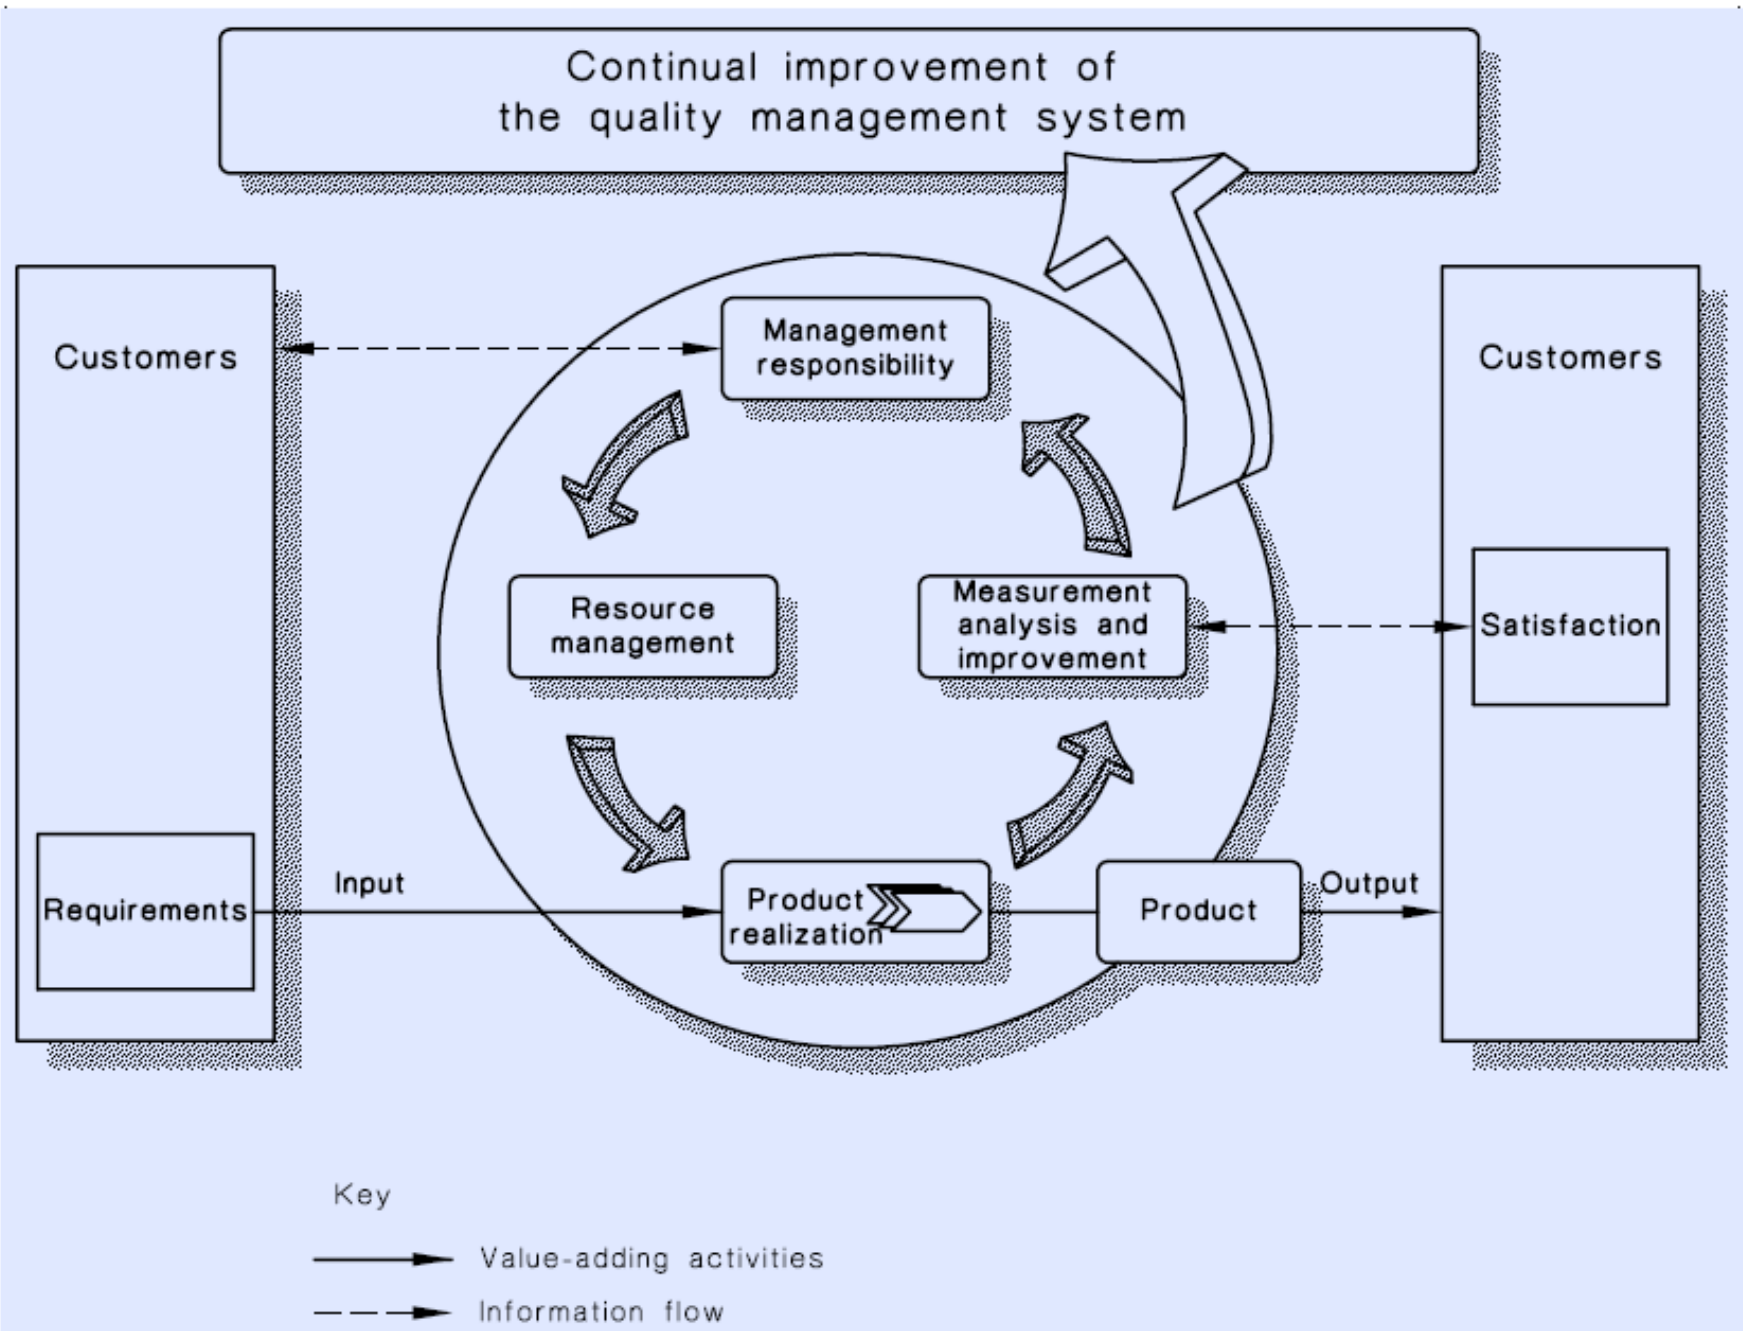 Continual improvement of
the quality management system
Customers
Management
responsibility
Customers
Resource
management
Measurement
analysis and
improvement
Satisfaction
Requirements
Input
Product
realization
Product
Output
Key
Value-adding activities
Information flow